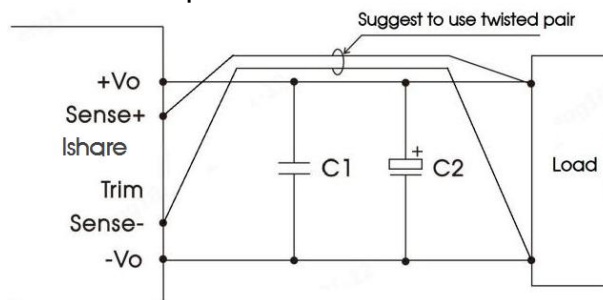 Suggest to use twisted pair
+Vo
Sense+
Ishare
Trim
Sense-
-Vo
C1
+
C2
Load